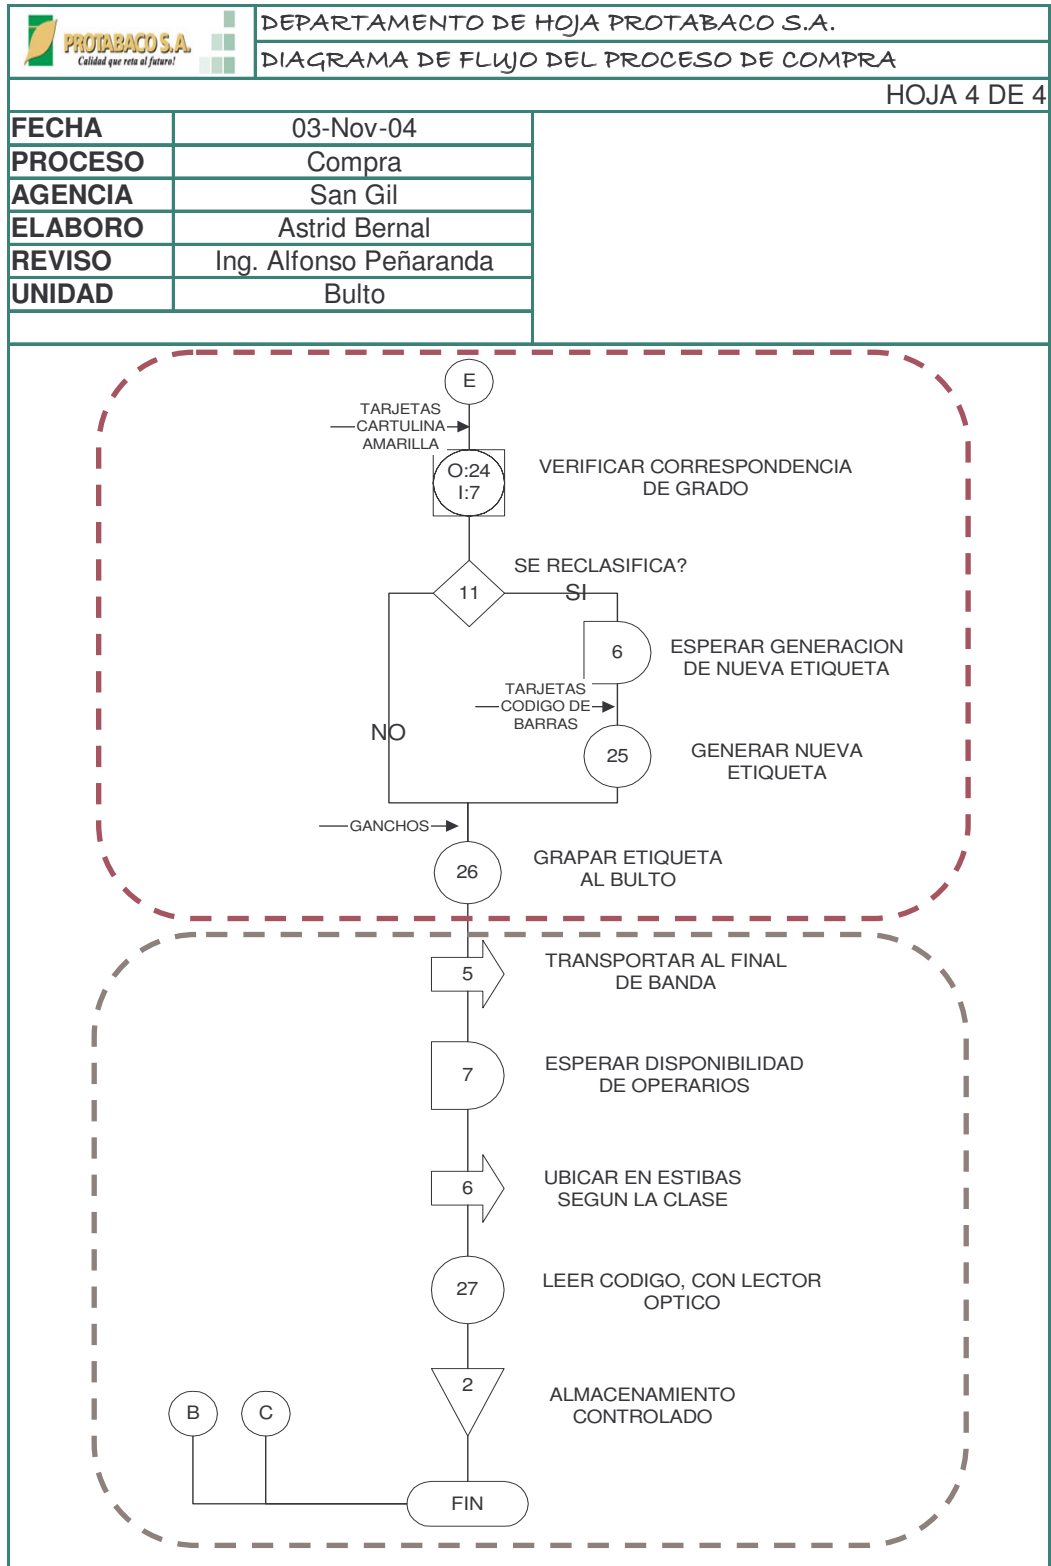 PROTABACO S.A.
Calidad que reta al futuro!
DEPARTAMENTO DE HOJA PROTABACO S.A.
DIAGRAMA DE FLUJO DEL PROCESO DE COMPRA
HOJA 4 DE 4
FECHA 03-Nov-04
PROCESO Compra
AGENCIA San Gil
ELABORO Astrid Bernal
REVISO Ing. Alfonso Peñaranda
UNIDAD Bulto
E
TARJETAS
CARTULINA
AMARILLA
O:24
I:7
VERIFICAR CORRESPONDENCIA
DE GRADO
SE RECLASIFICA?
11
SI
6
ESPERAR GENERACION
DE NUEVA ETIQUETA
TARJETAS
CODIGO DE
BARRAS
NO
25
GENERAR NUEVA
ETIQUETA
GANCHOS
26
GRAPAR ETIQUETA
AL BULTO
5
TRANSPORTAR AL FINAL
DE BANDA
7
ESPERAR DISPONIBILIDAD
DE OPERARIOS
6
UBICAR EN ESTIBAS
SEGUN LA CLASE
27
LEER CODIGO, CON LECTOR
OPTICO
2
ALMACENAMIENTO
CONTROLADO
B
C
FIN